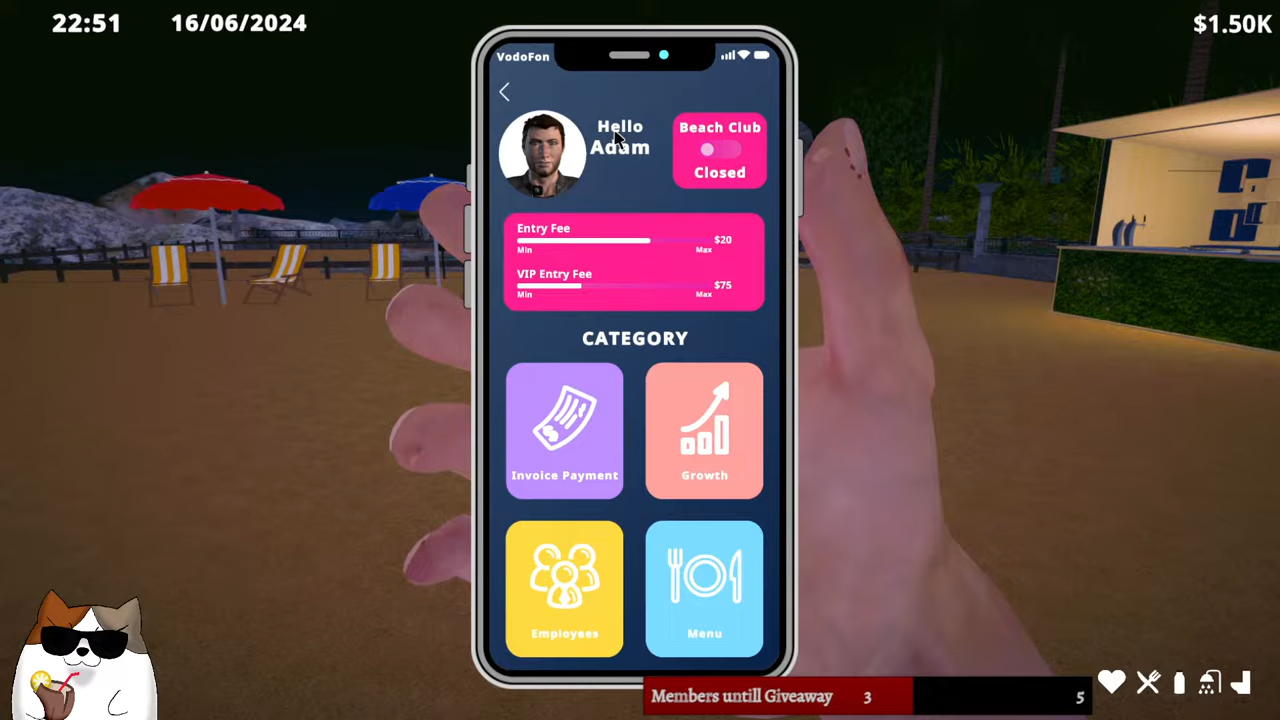 22:51
16/06/2024
$1.50K
VodoFon
Hello
Adam
Beach Club
Closed
Entry Fee
$20
Min
Max
VIP Entry Fee
$75
Min
Max
CATEGORY
Invoice Payment
Growth
Employees
Menu
Members untill Giveaway 3
5